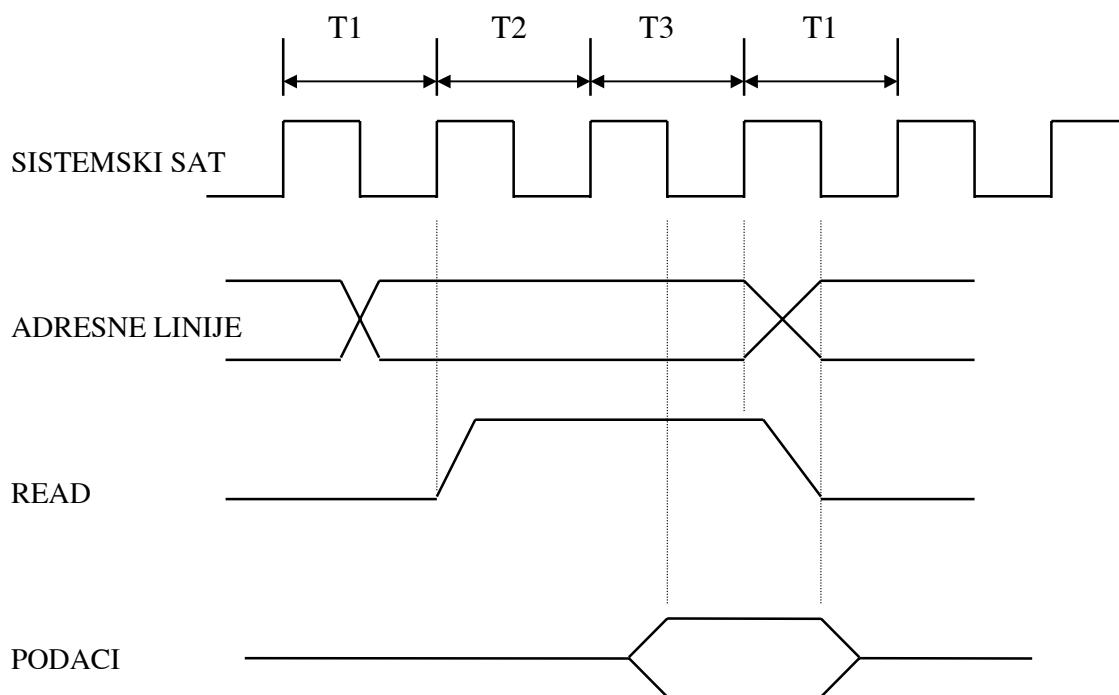 T1 T2 T3 T1
SISTEMSKI SAT
ADRESNE LINIJE
READ
PODACI